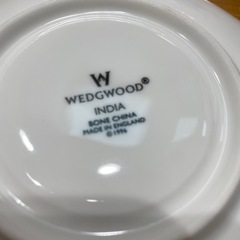 W
WEDGWOOD®
INDIA
BONE CHINA
MADE IN ENGLAND
© 1996